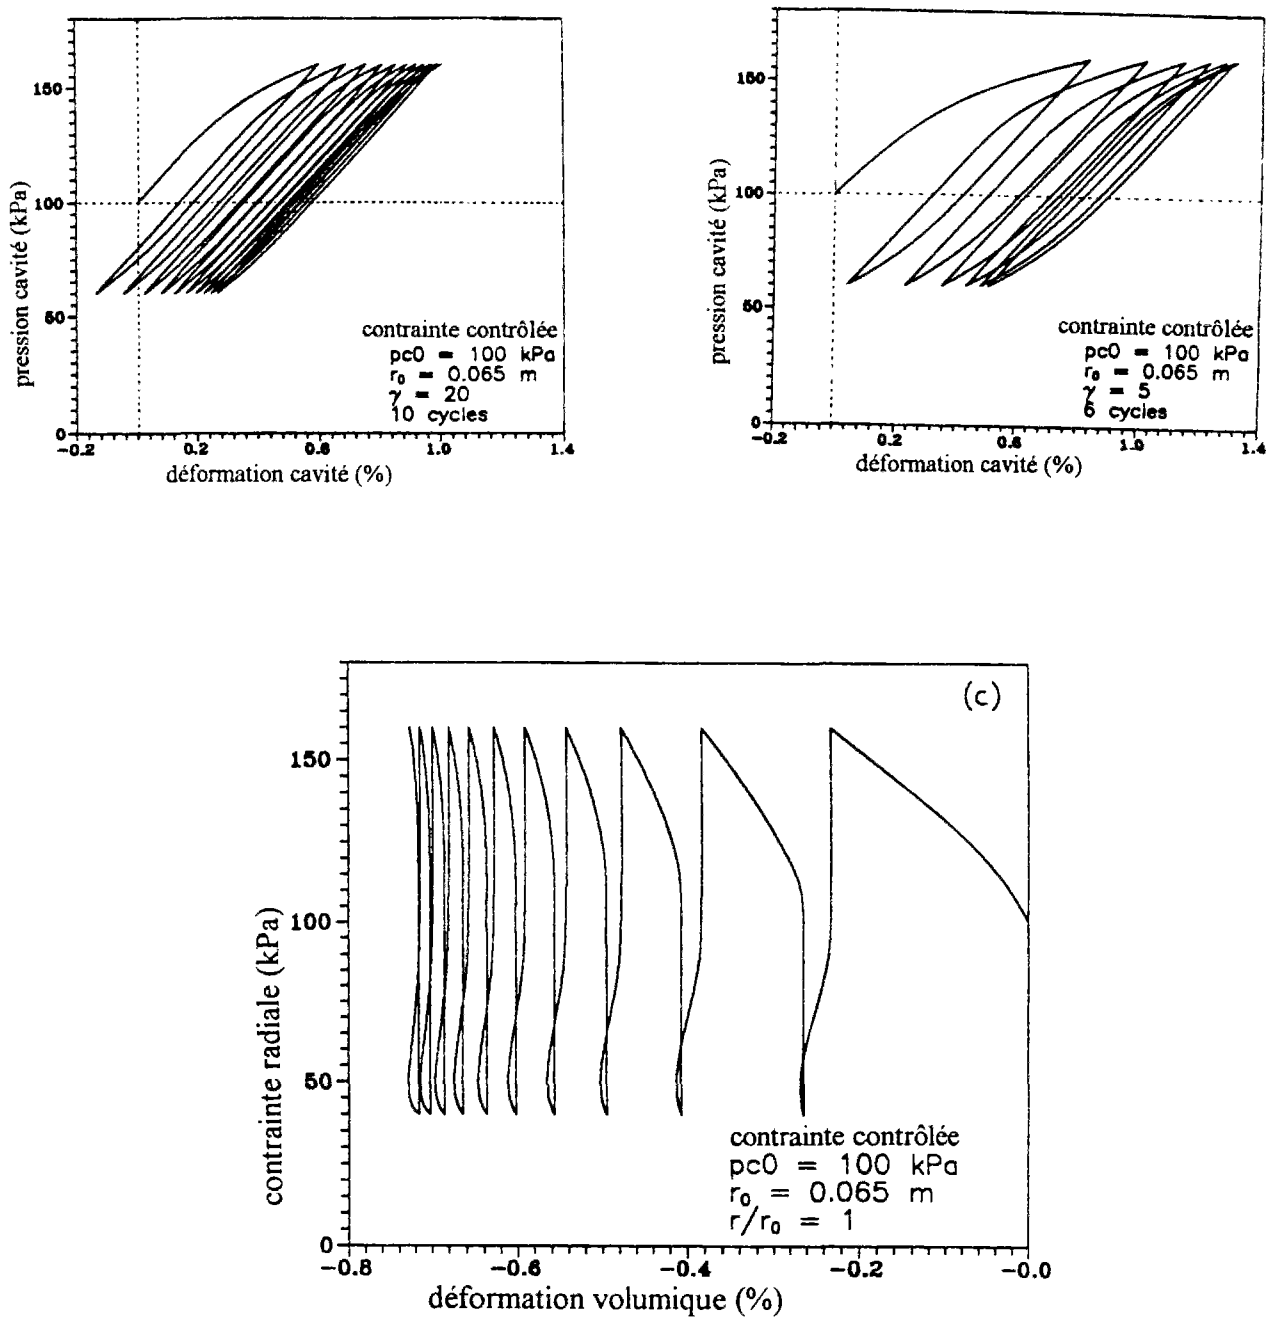 150
100
50
0
pression cavité (kPa)
contrainte contrôlée
pc0 = 100 kPa
r₀ = 0.065 m
γ = 20
10 cycles
-0.2 0.2 0.6 1.0 1.4
déformation cavité (%)
150
100
50
0
pression cavité (kPa)
contrainte contrôlée
pc0 = 100 kPa
r₀ = 0.065 m
γ = 5
6 cycles
-0.2 0.2 0.6 1.0 1.4
déformation cavité (%)
(c)
150
100
50
0
contrainte radiale (kPa)
contrainte contrôlée
pc0 = 100 kPa
r₀ = 0.065 m
r/r₀ = 1
-0.8 -0.6 -0.4 -0.2 -0.0
déformation volumique (%)